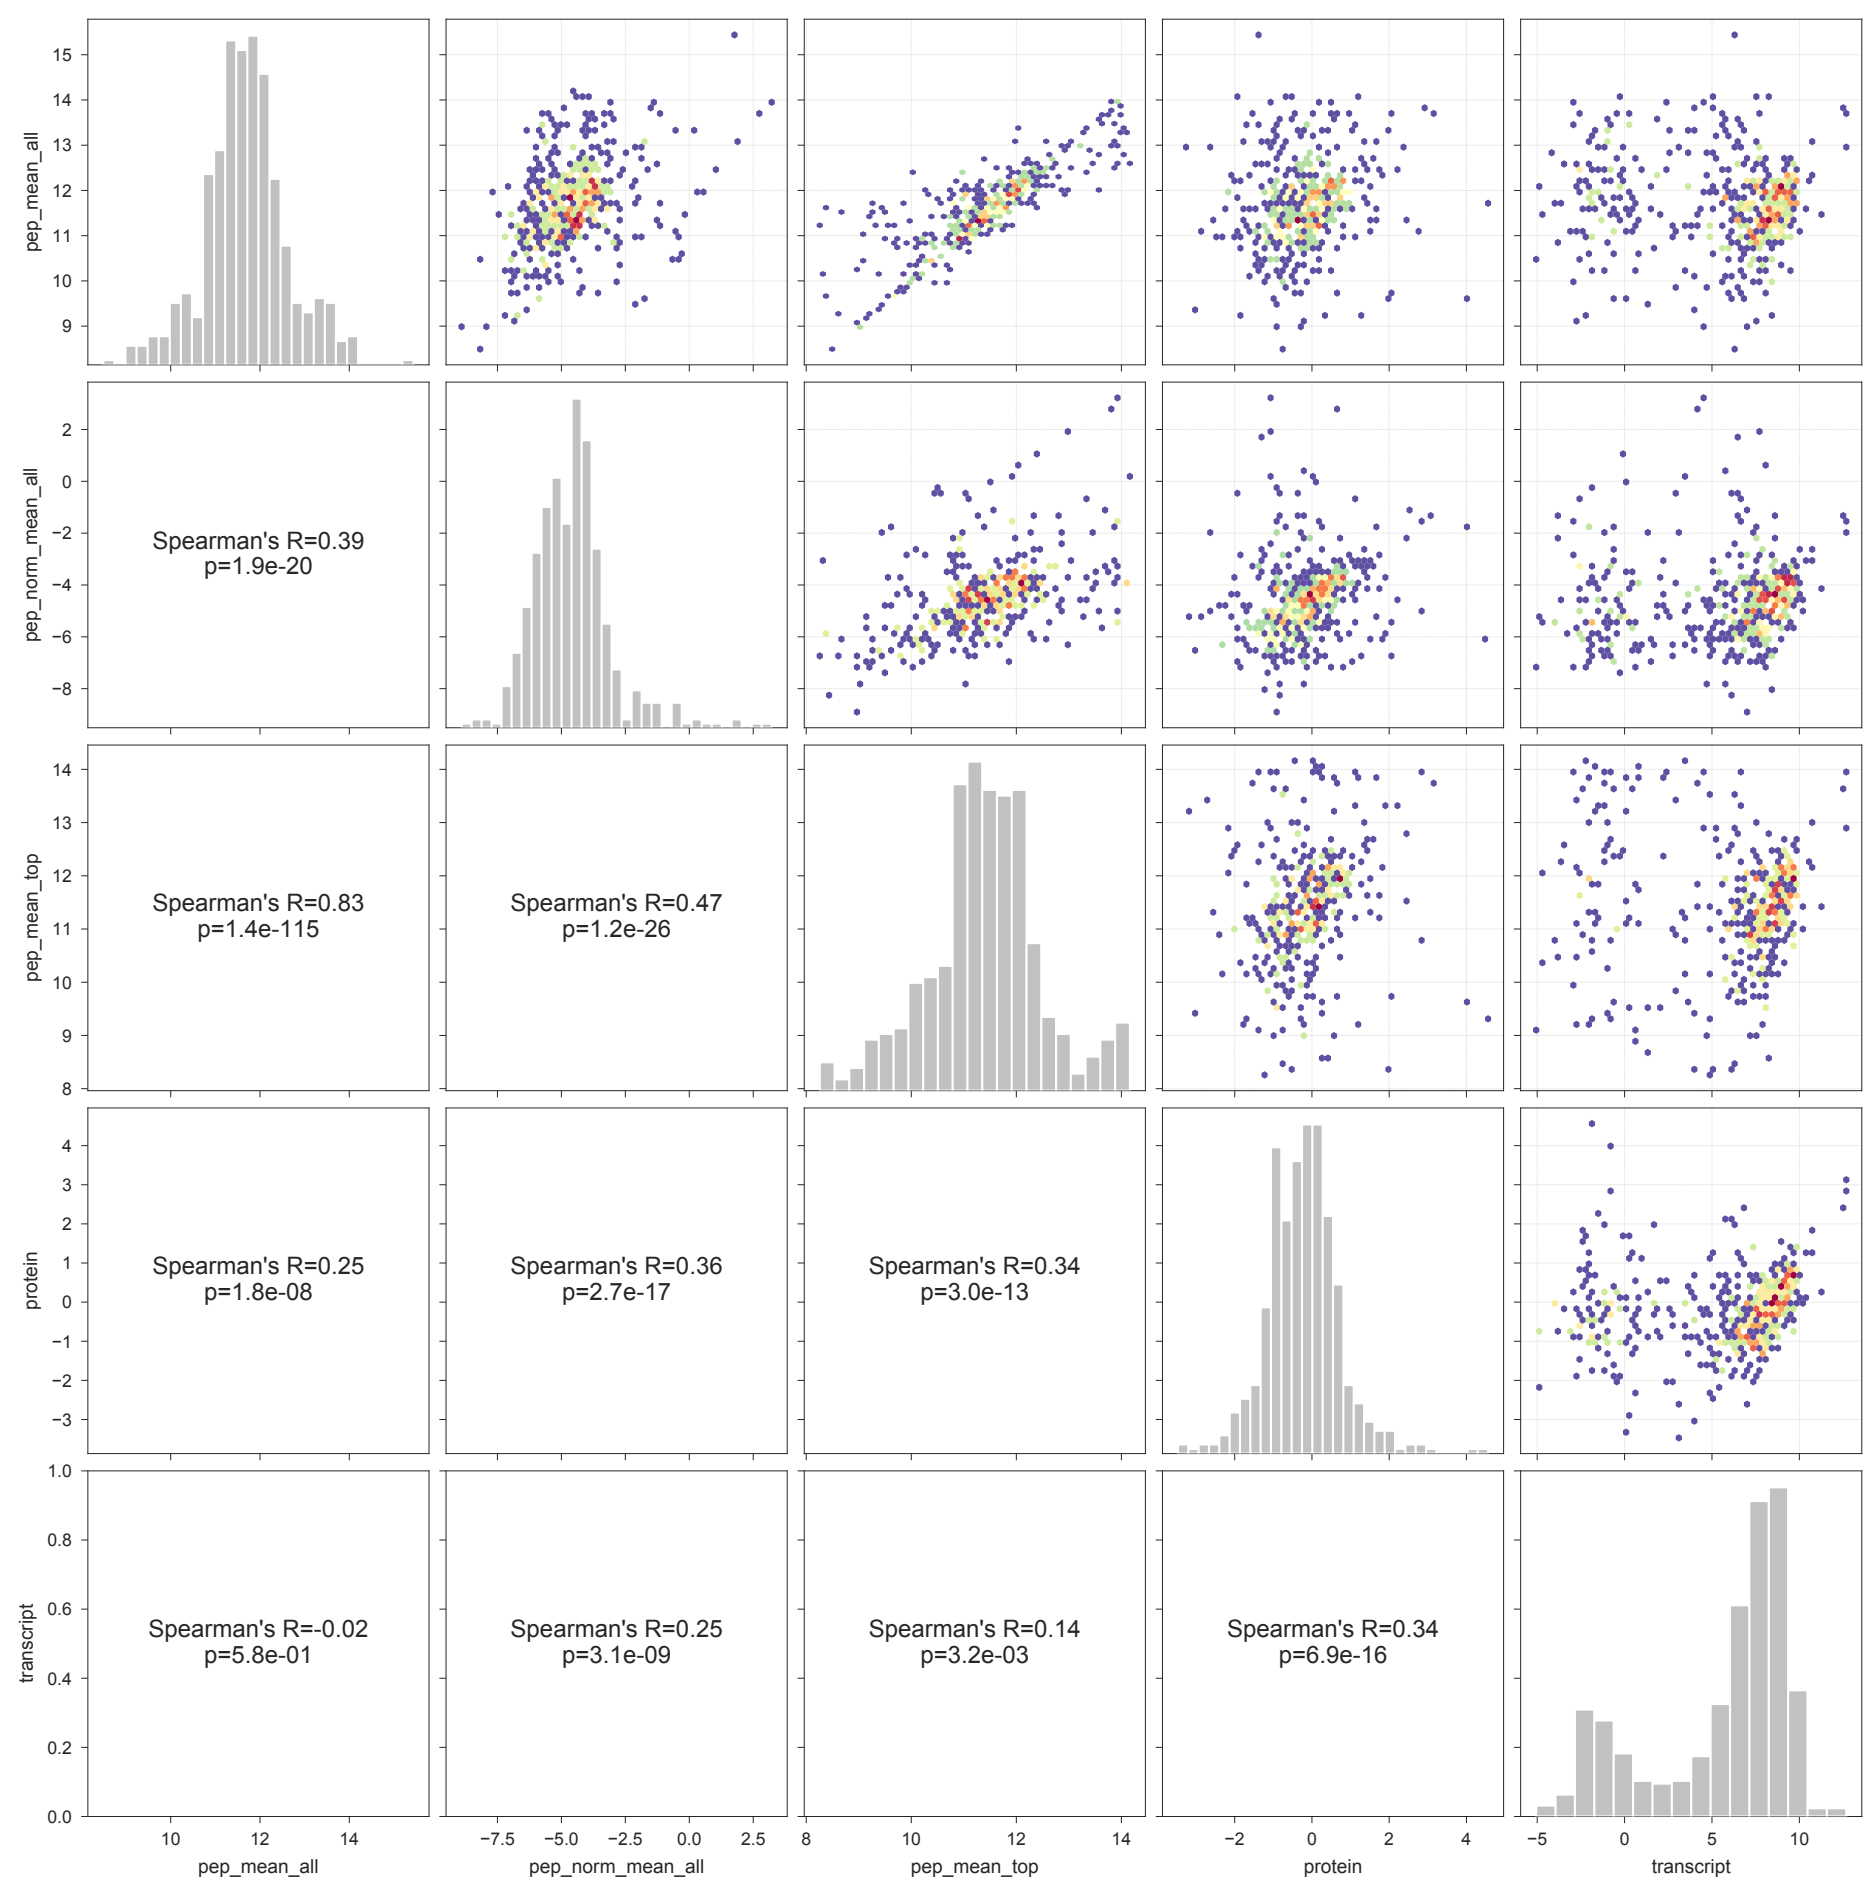 15
14
13
12
11
10
9
pep_mean_all
2
0
−2
−4
−6
−8
pep_norm_mean_all
Spearman's R=0.39
p=1.9e-20
14
13
12
11
10
9
8
pep_mean_top
Spearman's R=0.83
p=1.4e-115
Spearman's R=0.47
p=1.2e-26
4
3
2
1
0
−1
−2
−3
protein
Spearman's R=0.25
p=1.8e-08
Spearman's R=0.36
p=2.7e-17
Spearman's R=0.34
p=3.0e-13
1.0
0.8
0.6
0.4
0.2
0.0
transcript
Spearman's R=-0.02
p=5.8e-01
Spearman's R=0.25
p=3.1e-09
Spearman's R=0.14
p=3.2e-03
Spearman's R=0.34
p=6.9e-16
10 12 14
pep_mean_all
−7.5 −5.0 −2.5 0.0 2.5
pep_norm_mean_all
8 10 12 14
pep_mean_top
−2 0 2 4
protein
−5 0 5 10
transcript